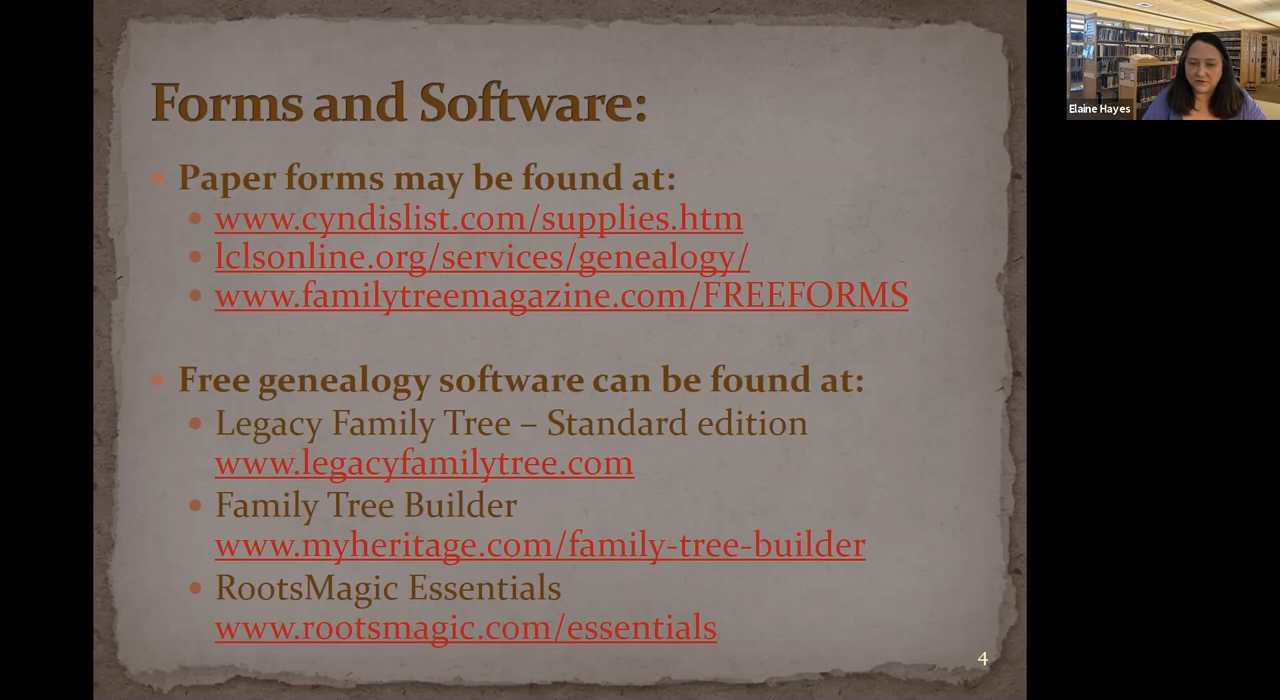 Forms and Software:
Paper forms may be found at:
www.cyndislist.com/supplies.htm
lclsonline.org/services/genealogy/
www.familytreemagazine.com/FREEFORMS
Free genealogy software can be found at:
Legacy Family Tree – Standard edition
www.legacyfamilytree.com
Family Tree Builder
www.myheritage.com/family-tree-builder
RootsMagic Essentials
www.rootsmagic.com/essentials
4
Elaine Hayes